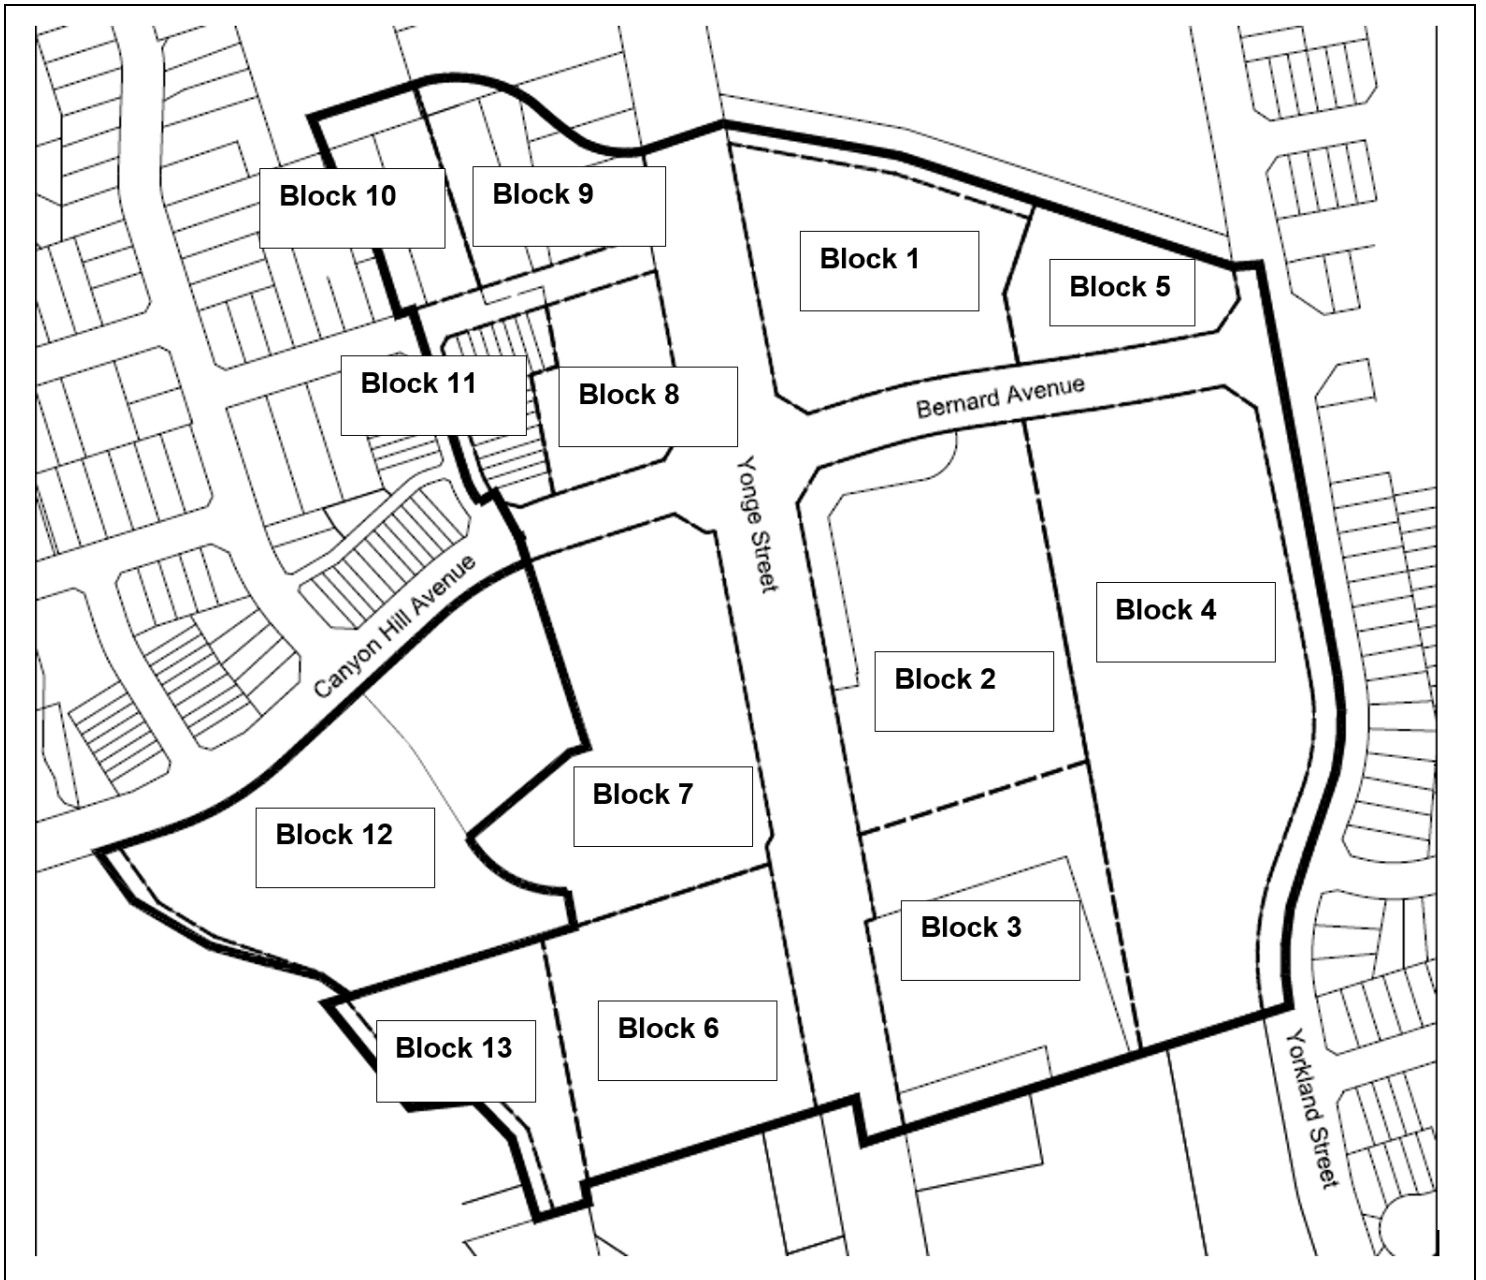 Block 10
Block 9
Block 1
Block 5
Block 11
Block 8
Bernard Avenue
Yonge Street
Canyon Hill Avenue
Block 4
Block 2
Block 7
Block 12
Block 3
Block 6
Block 13
Yorkland Street